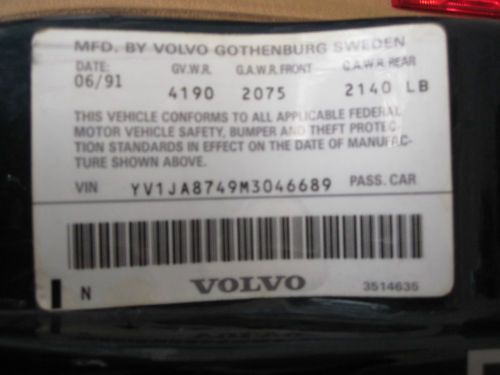 MFD. BY VOLVO GOTHENBURG SWEDEN
DATE: G.V.W.R. G.A.W.R. FRONT G.A.W.R. REAR
06/91 4190 2075 2140 LB
THIS VEHICLE CONFORMS TO ALL APPLICABLE FEDERAL
MOTOR VEHICLE SAFETY, BUMPER AND THEFT PROTEC-
TION STANDARDS IN EFFECT ON THE DATE OF MANUFAC-
TURE SHOWN ABOVE.
VIN YV1JA8749M3046689 PASS. CAR
N VOLVO 3514635